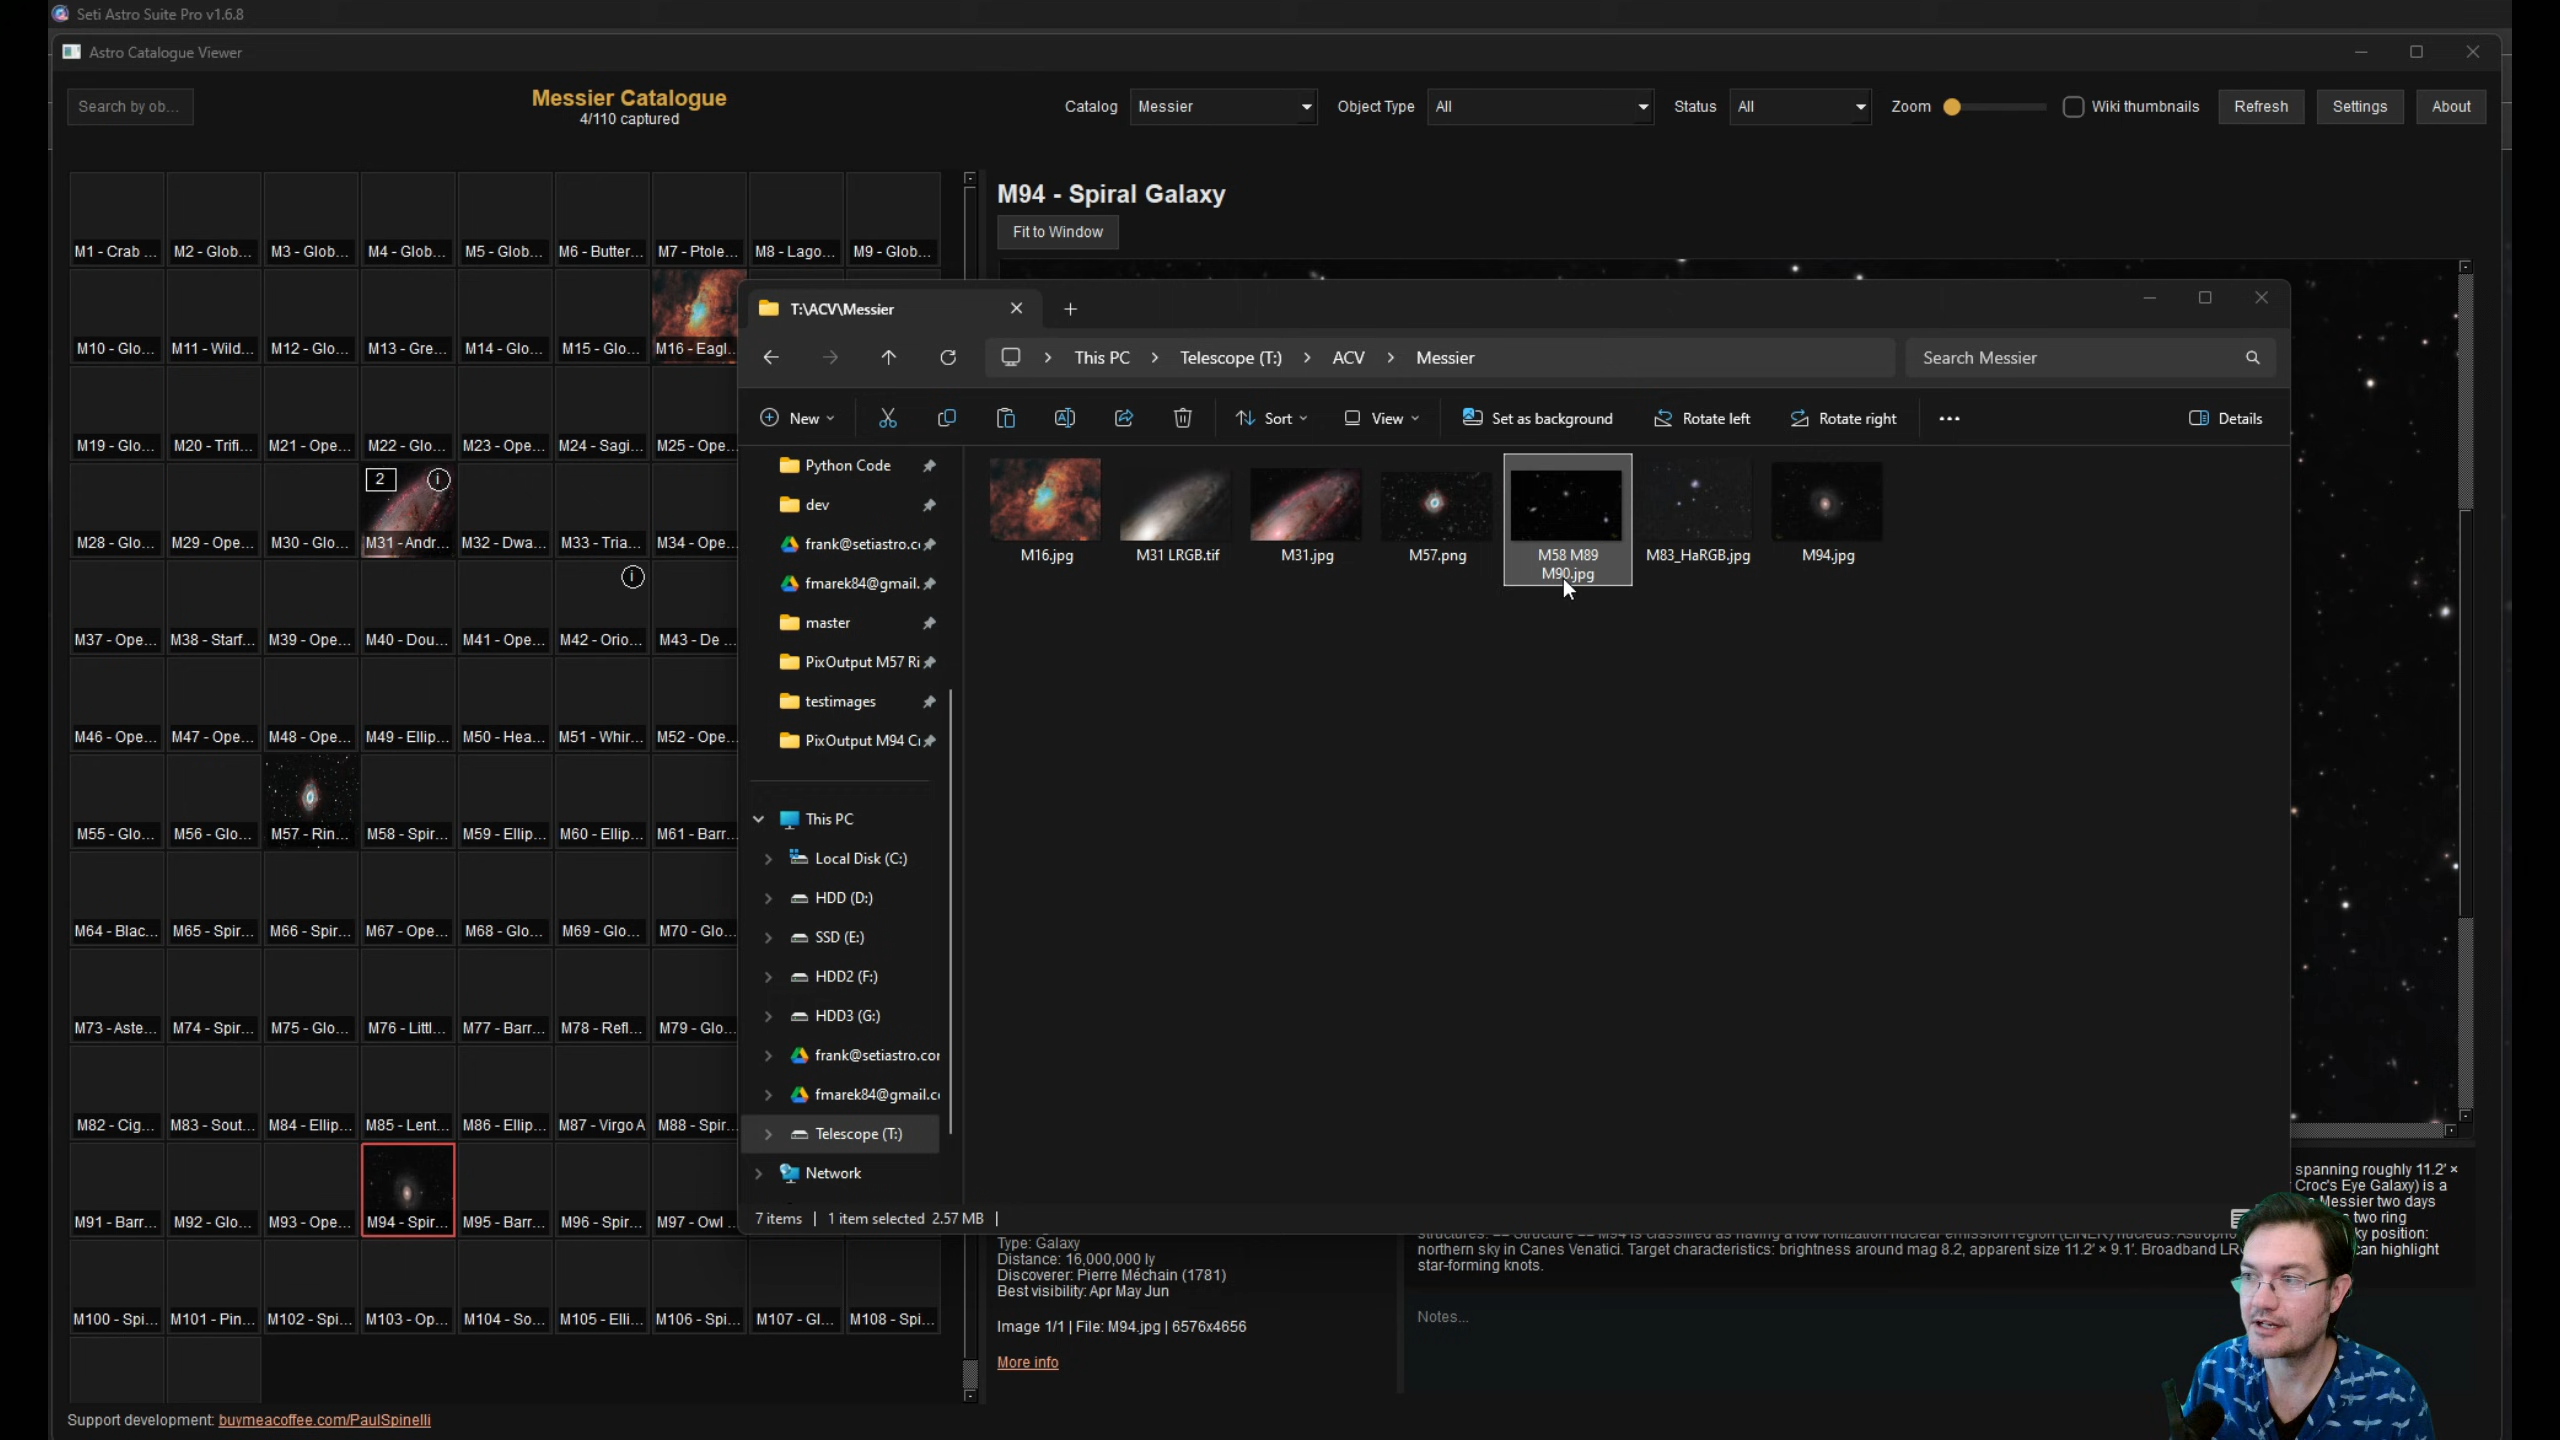 Seti Astro Suite Pro v1.6.8
Astro Catalogue Viewer
Search by ob...
Messier Catalogue
4/110 captured
Catalog
Messier
Object Type
All
Status
All
Zoom
Wiki thumbnails
Refresh
Settings
About
M1 - Crab ...
M2 - Glob...
M3 - Glob...
M4 - Glob...
M5 - Glob...
M6 - Butter...
M7 - Ptole...
M8 - Lago...
M9 - Glob...
M10 - Glo...
M11 - Wild...
M12 - Glo...
M13 - Gre...
M14 - Glo...
M15 - Glo...
M16 - Eagl...
M19 - Glo...
M20 - Trifi...
M21 - Ope...
M22 - Glo...
M23 - Ope...
M24 - Sagi...
M25 - Ope...
2
i
M28 - Glo...
M29 - Ope...
M30 - Glo...
M31 - Andr...
M32 - Dwa...
M33 - Tria...
M34 - Ope...
i
M37 - Ope...
M38 - Starf...
M39 - Ope...
M40 - Dou...
M41 - Ope...
M42 - Orio...
M43 - De ...
M46 - Ope...
M47 - Ope...
M48 - Ope...
M49 - Ellip...
M50 - Hea...
M51 - Whir...
M52 - Ope...
M55 - Glo...
M56 - Glo...
M57 - Rin...
M58 - Spir...
M59 - Ellip...
M60 - Ellip...
M61 - Barr...
M64 - Blac...
M65 - Spir...
M66 - Spir...
M67 - Ope...
M68 - Glo...
M69 - Glo...
M70 - Glo...
M73 - Aste...
M74 - Spir...
M75 - Glo...
M76 - Littl...
M77 - Barr...
M78 - Refl...
M79 - Glo...
M82 - Cig...
M83 - Sout...
M84 - Ellip...
M85 - Lent...
M86 - Ellip...
M87 - Virgo A
M88 - Spir...
M91 - Barr...
M92 - Glo...
M93 - Ope...
M94 - Spir...
M95 - Barr...
M96 - Spir...
M97 - Owl ...
M100 - Spi...
M101 - Pin...
M102 - Spi...
M103 - Op...
M104 - So...
M105 - Elli...
M106 - Spi...
M107 - Gl...
M108 - Spi...
Support development: buymeacoffee.com/PaulSpinelli
M94 - Spiral Galaxy
Fit to Window
T:\ACV\Messier
This PC > Telescope (T:) > ACV > Messier
Search Messier
New
Sort
View
Set as background
Rotate left
Rotate right
Details
Python Code
dev
frank@setiastro.c
fmarek84@gmail.
master
PixOutput M57 Ri
testimages
PixOutput M94 Cr
This PC
Local Disk (C:)
HDD (D:)
SSD (E:)
HDD2 (F:)
HDD3 (G:)
frank@setiastro.cor
fmarek84@gmail.c
Telescope (T:)
Network
M16.jpg
M31 LRGB.tif
M31.jpg
M57.png
M58 M89
M90.jpg
M83_HaRGB.jpg
M94.jpg
7 items
1 item selected 2.57 MB
Type: Galaxy
Distance: 16,000,000 ly
Discoverer: Pierre Méchain (1781)
Best visibility: Apr May Jun
Image 1/1 | File: M94.jpg | 6576x4656
More info
spanning roughly 11.2′ ×
Croc's Eye Galaxy) is a
Messier two days
two ring
ky position:
structures. == Structure == M94 is classified as having a low ionization nuclear emission region (LINER) nucleus. Astropho
northern sky in Canes Venatici. Target characteristics: brightness around mag 8.2, apparent size 11.2′ × 9.1′. Broadband LR
can highlight
star-forming knots.
Notes...